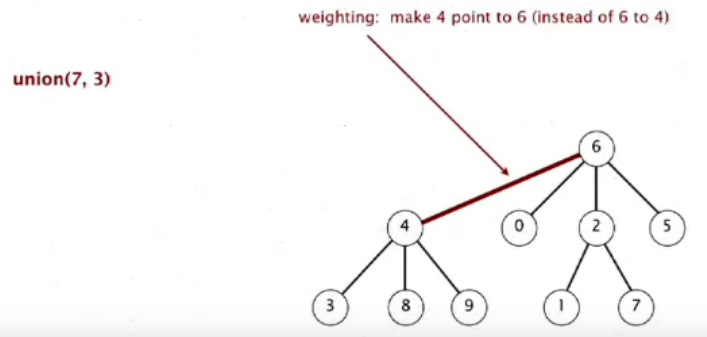 weighting: make 4 point to 6 (instead of 6 to 4)
union(7, 3)
6
4 0 2 5
3 8 9 1 7